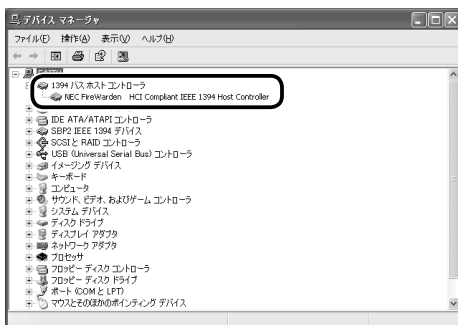 デバイス マネージャ
ファイル(F) 操作(A) 表示(V) ヘルプ(H)
1394 バス ホスト コントローラ
NEC FireWarden HCI Compliant IEEE 1394 Host Controller
IDE ATA/ATAPI コントローラ
SBP2 IEEE 1394 デバイス
SCSI と RAID コントローラ
USB (Universal Serial Bus) コントローラ
イメージング デバイス
キーボード
コンピュータ
サウンド、ビデオ、およびゲーム コントローラ
システム デバイス
ディスク ドライブ
ディスプレイ アダプタ
ネットワーク アダプタ
プロセッサ
フロッピー ディスク コントローラ
フロッピー ディスク ドライブ
ポート (COM と LPT)
マウスとそのほかのポインティング デバイス